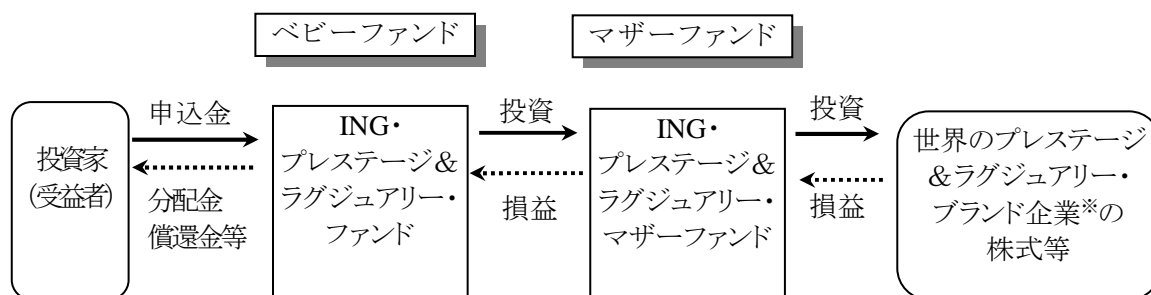 ベビーファンド
マザーファンド
投資家
(受益者)
申込金
分配金
償還金等
ING・
プレステージ&
ラグジュアリー・
ファンド
投資
損益
ING・
プレステージ&
ラグジュアリー・
マザーファンド
投資
損益
世界のプレステージ
&ラグジュアリー・
ブランド企業※の
株式等